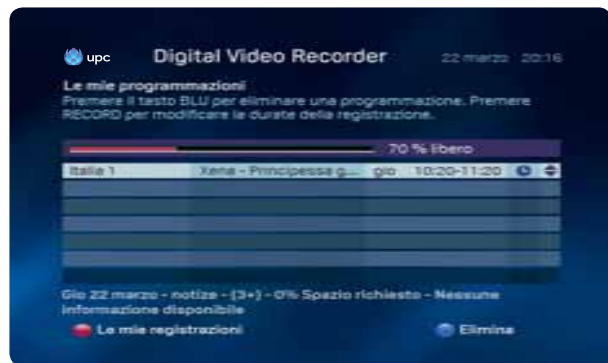 upc Digital Video Recorder 22 marzo 20:16
Le mie programmazioni
Premere il tasto BLU per eliminare una programmazione. Premere
RECORD per modificare la durate della registrazione.
70 % libero
Italia 1 Xena - Principessa g... gio 10:20-11:20
Gio 22 marzo - notize - (3+) - 0% Spazio richiesto - Nessuna
informazione disponibile
Le mie registrazioni Elimina